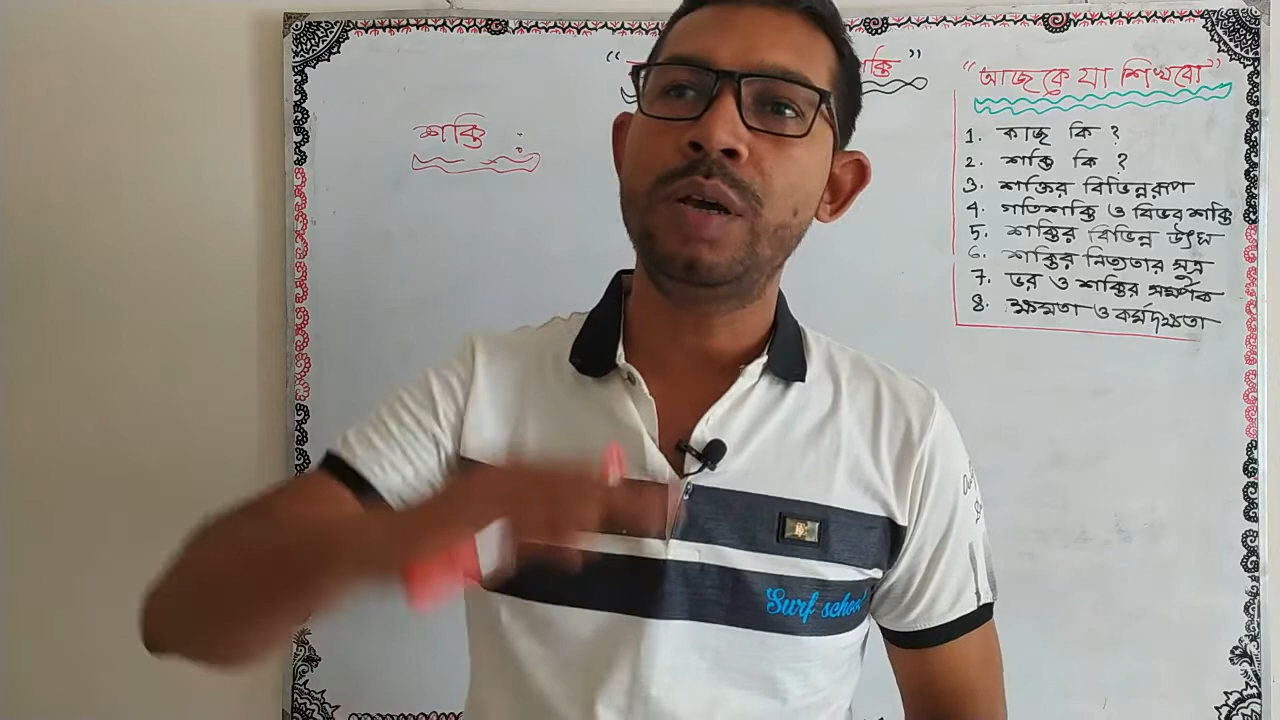 “ ক্তি ”
শক্তি :
“আজকে যা শিখবো”
1. কাজ কি ?
2. শক্তি কি ?
3. শক্তির বিভিন্নরূপ
4. গতিশক্তি ও বিভব শক্তি
5. শক্তির বিভিন্ন উৎস
6. শক্তির নিত্যতার সূত্র
7. ভর ও শক্তির সম্পর্ক
8. ক্ষমতা ও কর্মদক্ষতা
Surf school